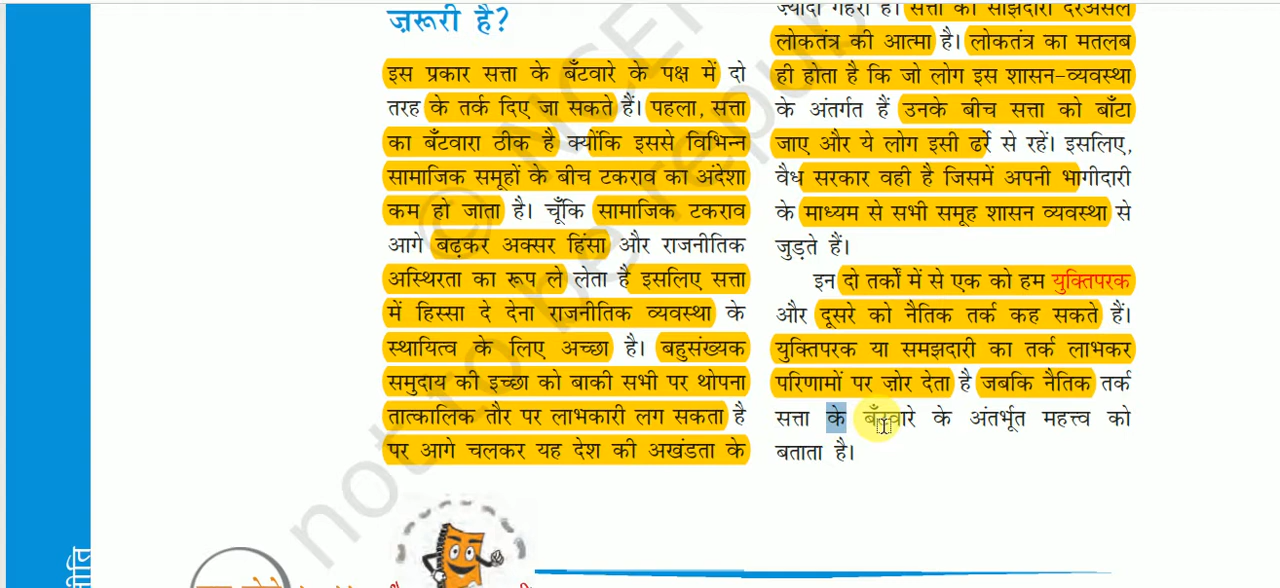 ज़रूरी है?
इस प्रकार सत्ता के बँटवारे के पक्ष में दो
तरह के तर्क दिए जा सकते हैं। पहला, सत्ता
का बँटवारा ठीक है क्योंकि इससे विभिन्न
सामाजिक समूहों के बीच टकराव का अंदेशा
कम हो जाता है। चूँकि सामाजिक टकराव
आगे बढ़कर अक्सर हिंसा और राजनीतिक
अस्थिरता का रूप ले लेता है इसलिए सत्ता
में हिस्सा दे देना राजनीतिक व्यवस्था के
स्थायित्व के लिए अच्छा है। बहुसंख्यक
समुदाय की इच्छा को बाकी सभी पर थोपना
तात्कालिक तौर पर लाभकारी लग सकता है
पर आगे चलकर यह देश की अखंडता के
ज़्यादा गहरा है। सत्ता की साझेदारी दरअसल
लोकतंत्र की आत्मा है। लोकतंत्र का मतलब
ही होता है कि जो लोग इस शासन-व्यवस्था
के अंतर्गत हैं उनके बीच सत्ता को बाँटा
जाए और ये लोग इसी ढर्रे से रहें। इसलिए,
वैध सरकार वही है जिसमें अपनी भागीदारी
के माध्यम से सभी समूह शासन व्यवस्था से
जुड़ते हैं।
इन दो तर्कों में से एक को हम युक्तिपरक
और दूसरे को नैतिक तर्क कह सकते हैं।
युक्तिपरक या समझदारी का तर्क लाभकर
परिणामों पर ज़ोर देता है जबकि नैतिक तर्क
सत्ता के बँटवारे के अंतर्भूत महत्त्व को
बताता है।
not to be republ
© NCE